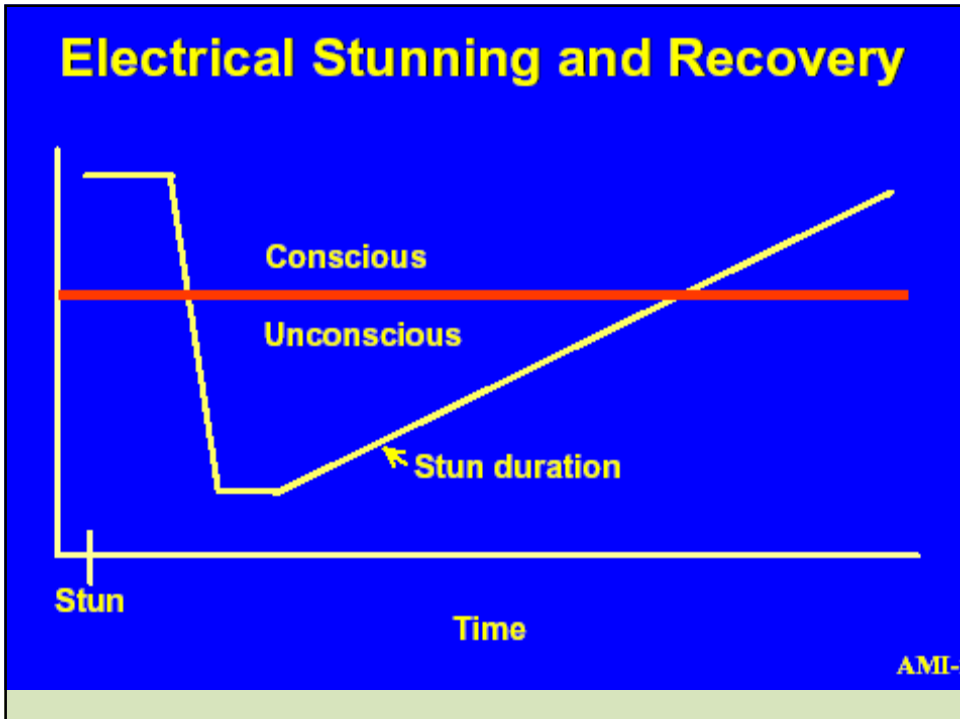 Electrical Stunning and Recovery
Conscious
Unconscious
Stun duration
Stun
Time
AMI-